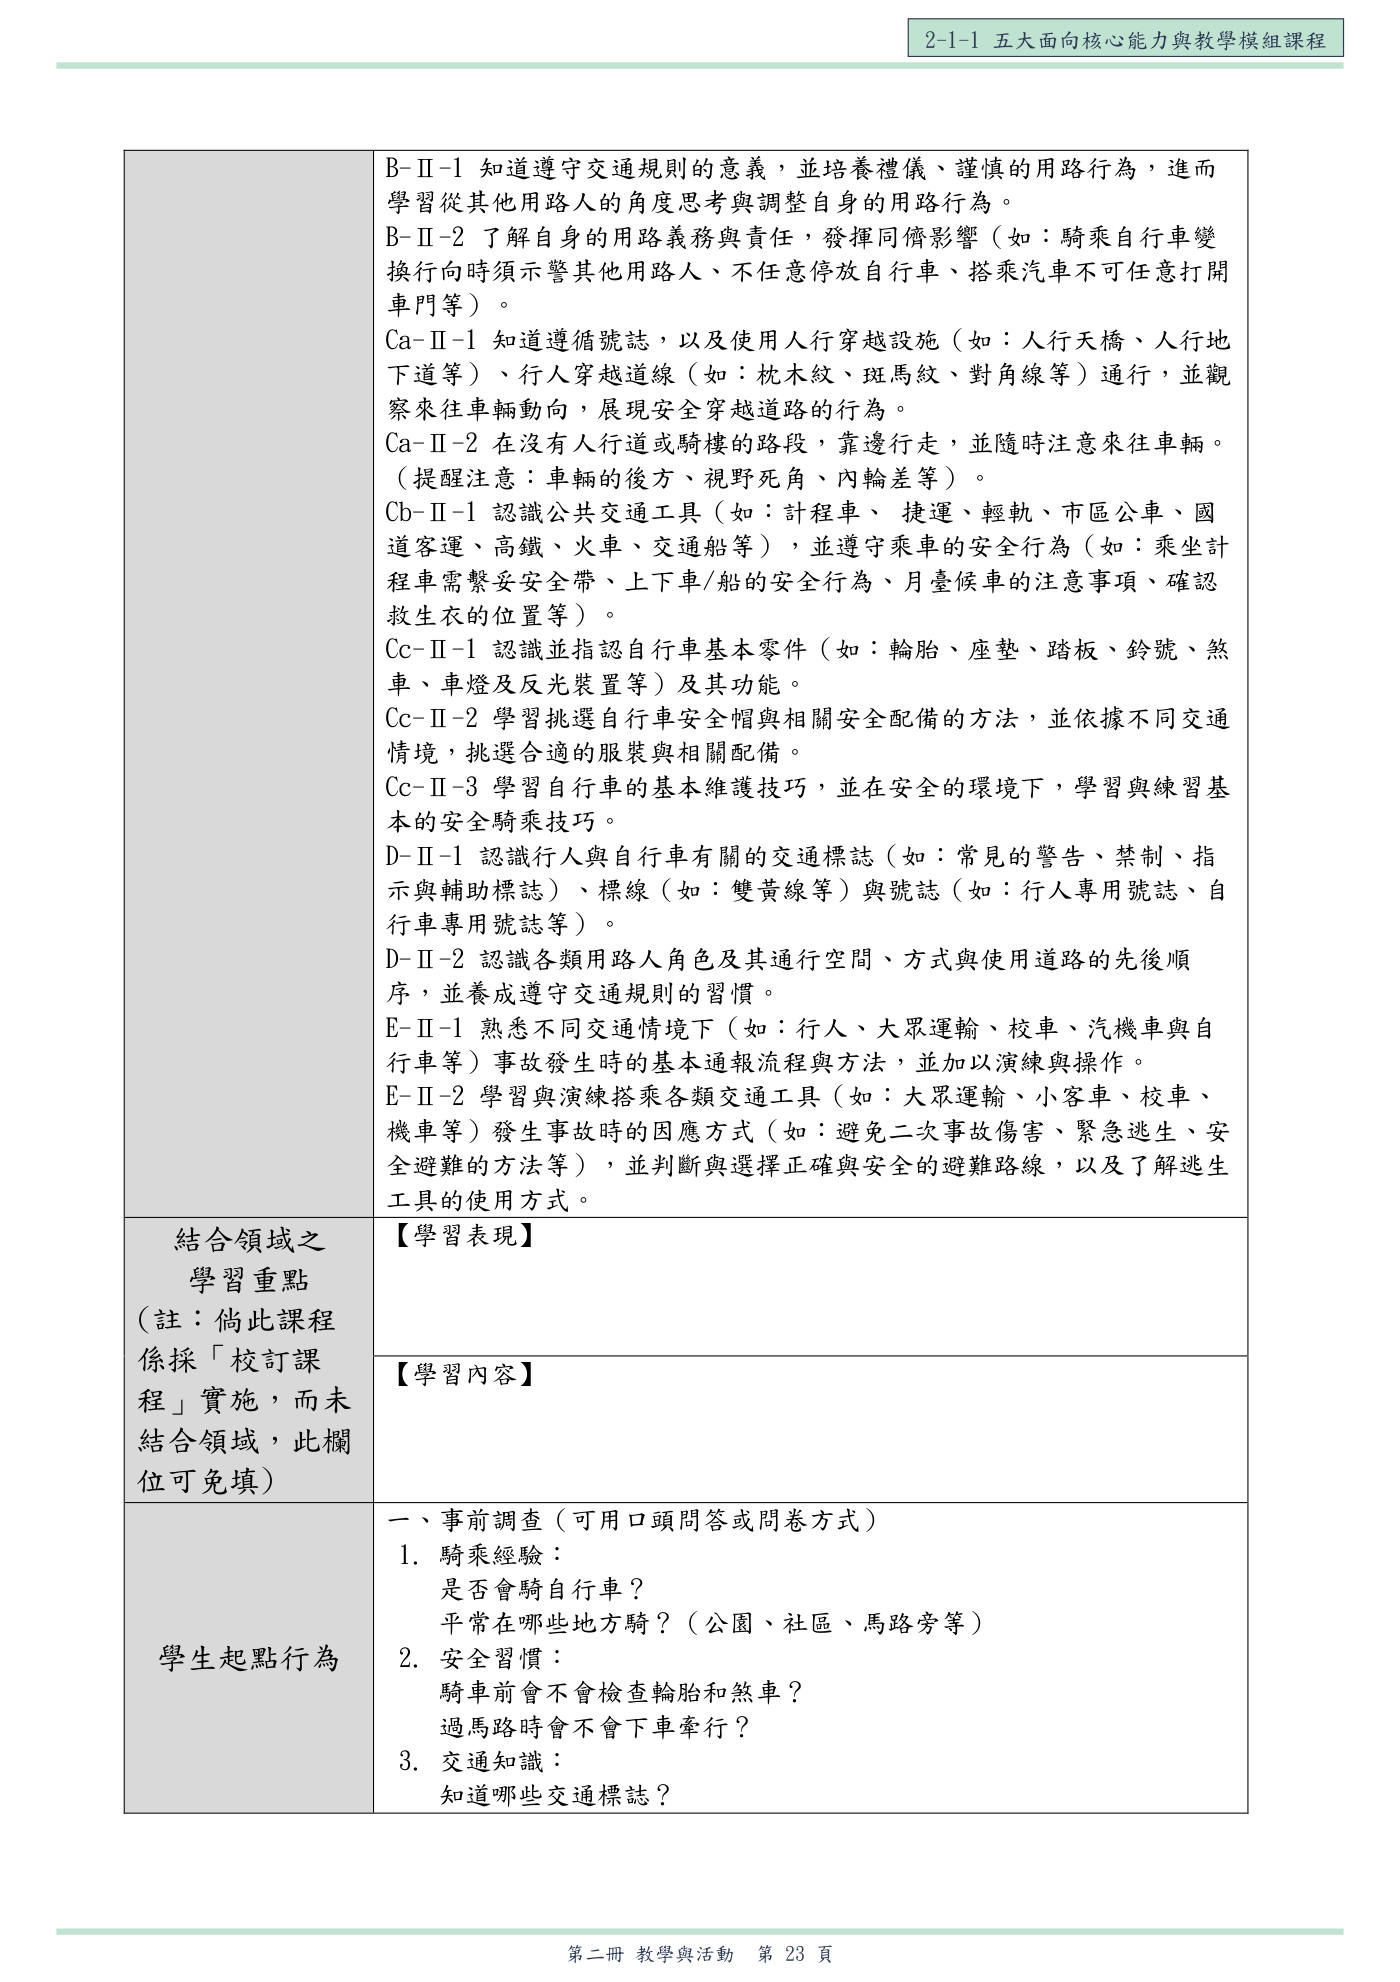 2-1-1 五大面向核心能力與教學模組課程
B-Ⅱ-1 知道遵守交通規則的意義，並培養禮儀、謹慎的用路行為，進而
學習從其他用路人的角度思考與調整自身的用路行為。
B-Ⅱ-2 了解自身的用路義務與責任，發揮同儕影響（如：騎乘自行車變
換行向時須示警其他用路人、不任意停放自行車、搭乘汽車不可任意打開
車門等）。
Ca-Ⅱ-1 知道遵循號誌，以及使用人行穿越設施（如：人行天橋、人行地
下道等）、行人穿越道線（如：枕木紋、斑馬紋、對角線等）通行，並觀
察來往車輛動向，展現安全穿越道路的行為。
Ca-Ⅱ-2 在沒有人行道或騎樓的路段，靠邊行走，並隨時注意來往車輛。
（提醒注意：車輛的後方、視野死角、內輪差等）。
Cb-Ⅱ-1 認識公共交通工具（如：計程車、 捷運、輕軌、市區公車、國
道客運、高鐵、火車、交通船等），並遵守乘車的安全行為（如：乘坐計
程車需繫妥安全帶、上下車/船的安全行為、月臺候車的注意事項、確認
救生衣的位置等）。
Cc-Ⅱ-1 認識並指認自行車基本零件（如：輪胎、座墊、踏板、鈴號、煞
車、車燈及反光裝置等）及其功能。
Cc-Ⅱ-2 學習挑選自行車安全帽與相關安全配備的方法，並依據不同交通
情境，挑選合適的服裝與相關配備。
Cc-Ⅱ-3 學習自行車的基本維護技巧，並在安全的環境下，學習與練習基
本的安全騎乘技巧。
D-Ⅱ-1 認識行人與自行車有關的交通標誌（如：常見的警告、禁制、指
示與輔助標誌）、標線（如：雙黃線等）與號誌（如：行人專用號誌、自
行車專用號誌等）。
D-Ⅱ-2 認識各類用路人角色及其通行空間、方式與使用道路的先後順
序，並養成遵守交通規則的習慣。
E-Ⅱ-1 熟悉不同交通情境下（如：行人、大眾運輸、校車、汽機車與自
行車等）事故發生時的基本通報流程與方法，並加以演練與操作。
E-Ⅱ-2 學習與演練搭乘各類交通工具（如：大眾運輸、小客車、校車、
機車等）發生事故時的因應方式（如：避免二次事故傷害、緊急逃生、安
全避難的方法等），並判斷與選擇正確與安全的避難路線，以及了解逃生
工具的使用方式。
結合領域之
學習重點
（註：倘此課程
係採「校訂課
程」實施，而未
結合領域，此欄
位可免填）
【學習表現】
【學習內容】
學生起點行為
一、事前調查（可用口頭問答或問卷方式）
1. 騎乘經驗：
是否會騎自行車？
平常在哪些地方騎？（公園、社區、馬路旁等）
2. 安全習慣：
騎車前會不會檢查輪胎和煞車？
過馬路時會不會下車牽行？
3. 交通知識：
知道哪些交通標誌？
第二冊 教學與活動 第 23 頁